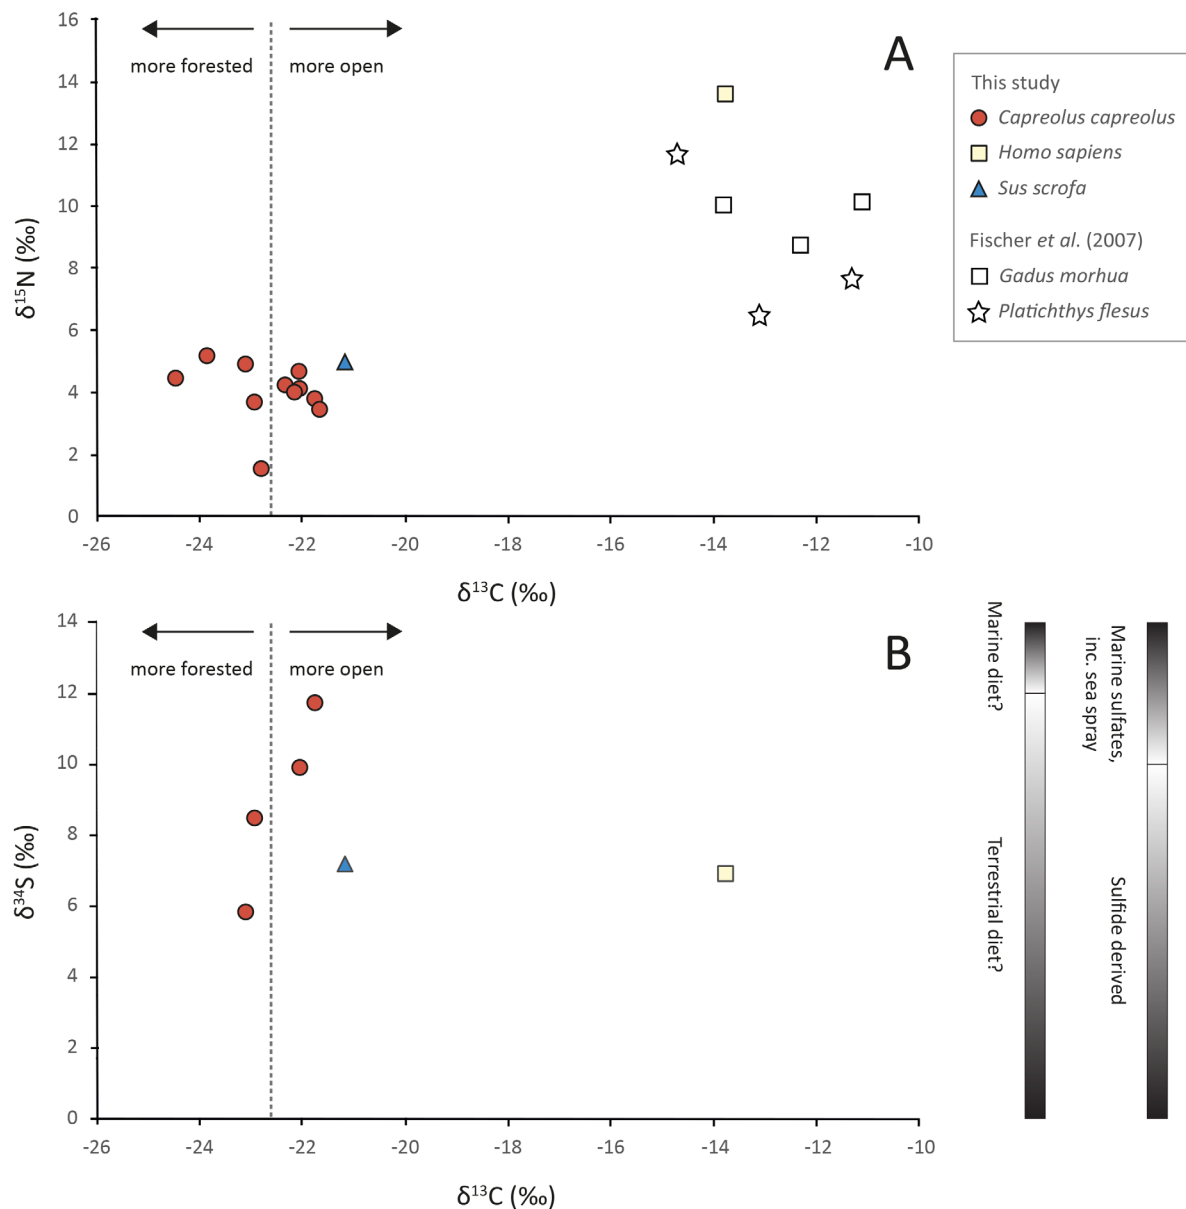 16
14
12
10
8
6
4
2
0
δ¹⁵N (‰)
more forested
more open
A
This study
Capreolus capreolus
Homo sapiens
Sus scrofa
Fischer et al. (2007)
Gadus morhua
Platichthys flesus
-26 -24 -22 -20 -18 -16 -14 -12 -10
δ¹³C (‰)
14
12
10
8
6
4
2
0
δ³⁴S (‰)
more forested
more open
B
Marine diet?
Terrestrial diet?
Marine sulfates,
inc. sea spray
Sulfide derived
-26 -24 -22 -20 -18 -16 -14 -12 -10
δ¹³C (‰)